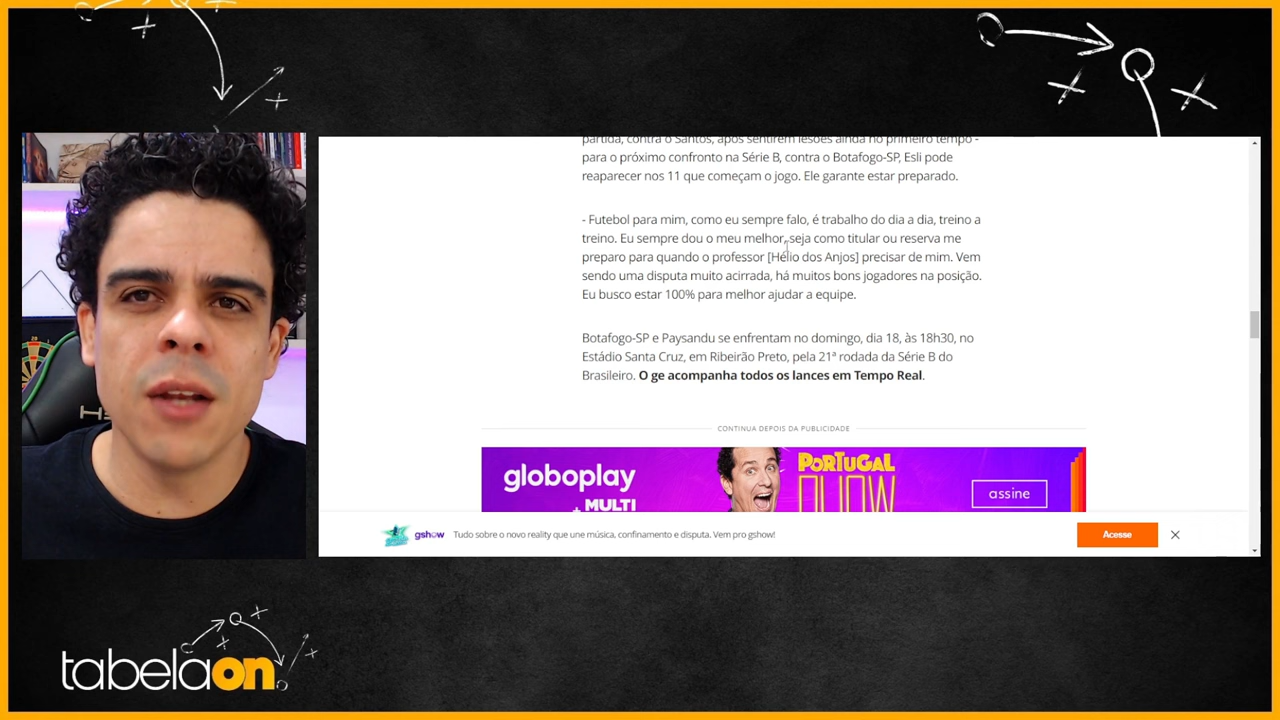 partida, contra o Santos, após sentirem lesões ainda no primeiro tempo -
para o próximo confronto na Série B, contra o Botafogo-SP, Esli pode
reaparecer nos 11 que começam o jogo. Ele garante estar preparado.
- Futebol para mim, como eu sempre falo, é trabalho do dia a dia, treino a
treino. Eu sempre dou o meu melhor, seja como titular ou reserva me
preparo para quando o professor [Hélio dos Anjos] precisar de mim. Vem
sendo uma disputa muito acirrada, há muitos bons jogadores na posição.
Eu busco estar 100% para melhor ajudar a equipe.
Botafogo-SP e Paysandu se enfrentam no domingo, dia 18, às 18h30, no
Estádio Santa Cruz, em Ribeirão Preto, pela 21ª rodada da Série B do
Brasileiro. O ge acompanha todos os lances em Tempo Real.
CONTINUA DEPOIS DA PUBLICIDADE
globoplay
+ MULTI
PORTUGAL
SHOW
assine
gshow Tudo sobre o novo reality que une música, confinamento e disputa. Vem pro gshow!
Acesse
tabelaon